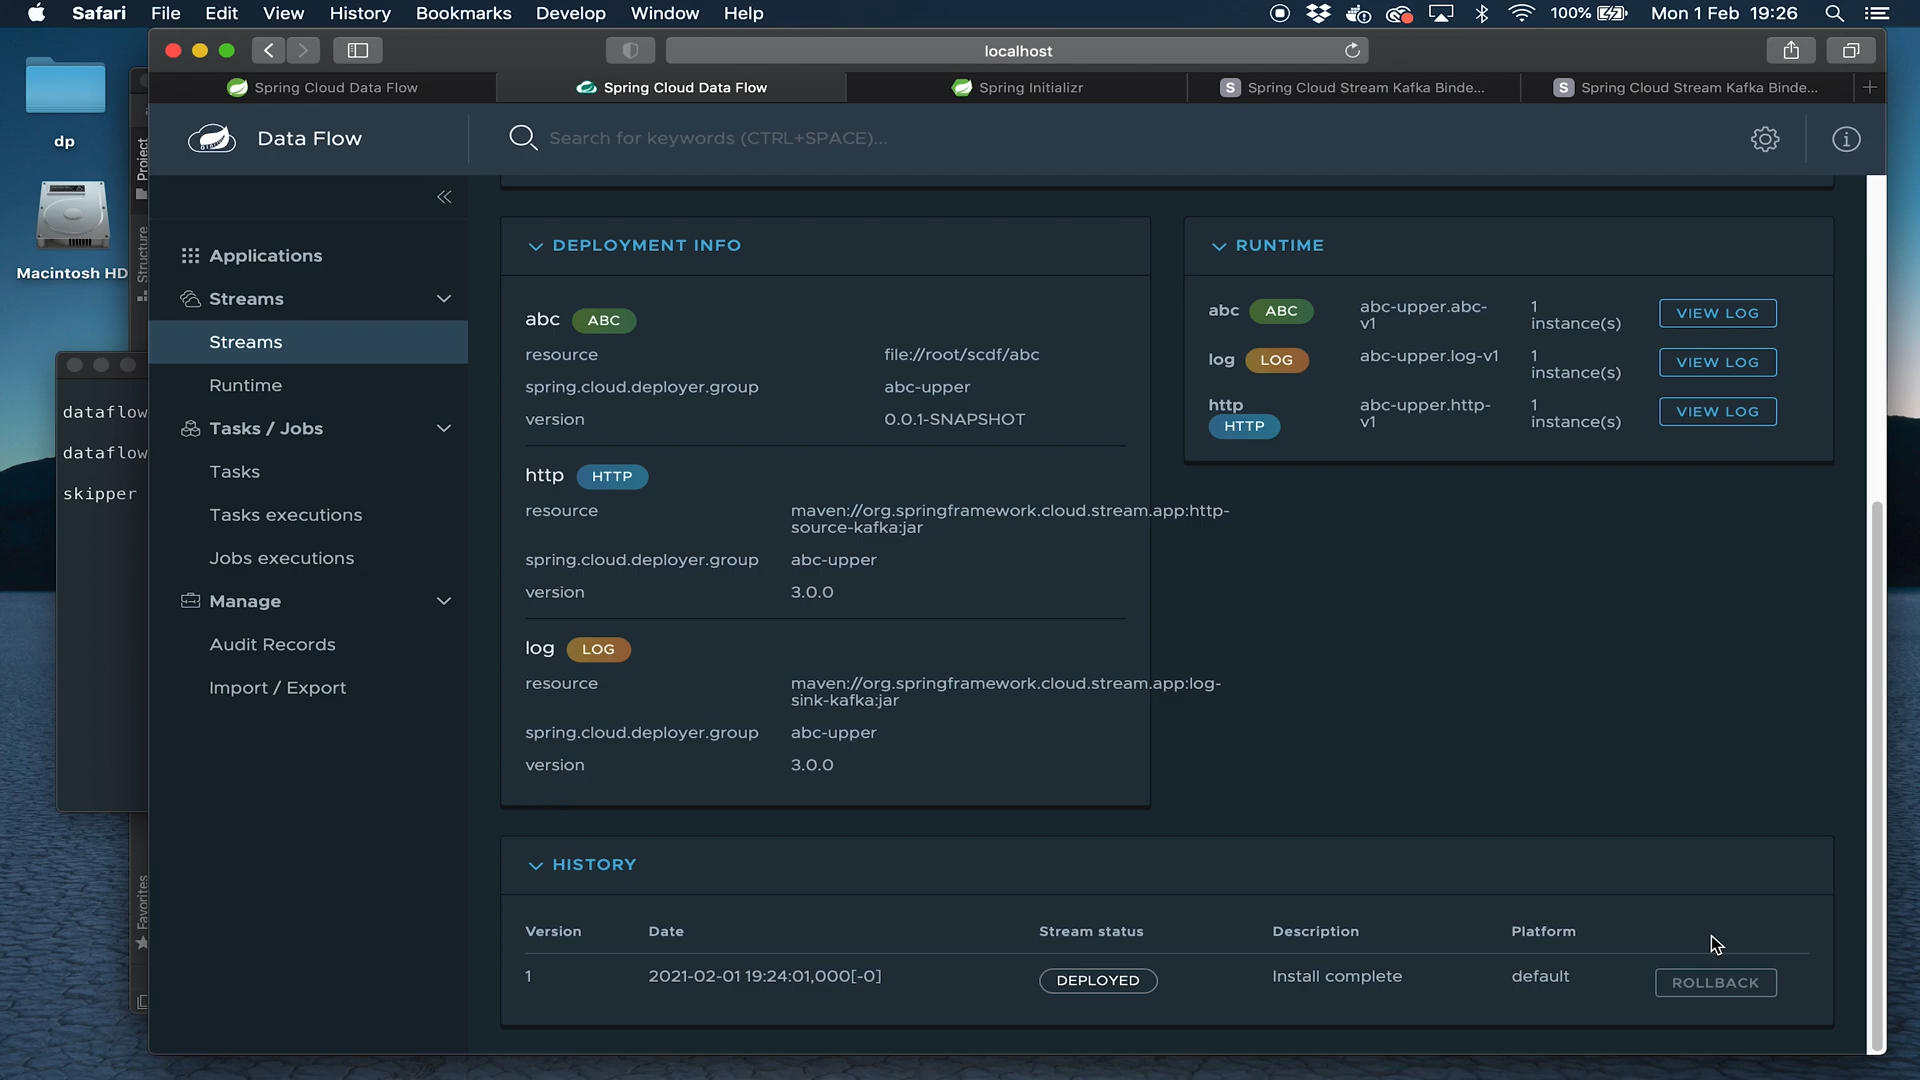 Safari File Edit View History Bookmarks Develop Window Help 100% Mon 1 Feb 19:26
dp
Macintosh HD
localhost
Spring Cloud Data Flow
Spring Cloud Data Flow
Spring Initializr
Spring Cloud Stream Kafka Binde...
Spring Cloud Stream Kafka Binde...
Data Flow
Search for keywords (CTRL+SPACE)...
Project
Structure
Favorites
dataflow
dataflow
skipper
Applications
Streams
Streams
Runtime
Tasks / Jobs
Tasks
Tasks executions
Jobs executions
Manage
Audit Records
Import / Export
DEPLOYMENT INFO
abc ABC
resource file://root/scdf/abc
spring.cloud.deployer.group abc-upper
version 0.0.1-SNAPSHOT
http HTTP
resource maven://org.springframework.cloud.stream.app:http-
source-kafka:jar
spring.cloud.deployer.group abc-upper
version 3.0.0
log LOG
resource maven://org.springframework.cloud.stream.app:log-
sink-kafka:jar
spring.cloud.deployer.group abc-upper
version 3.0.0
RUNTIME
abc ABC abc-upper.abc-
v1
1
instance(s)
VIEW LOG
log LOG abc-upper.log-v1
1
instance(s)
VIEW LOG
http
HTTP
abc-upper.http-
v1
1
instance(s)
VIEW LOG
HISTORY
Version Date Stream status Description Platform
1 2021-02-01 19:24:01,000[-0] DEPLOYED Install complete default ROLLBACK